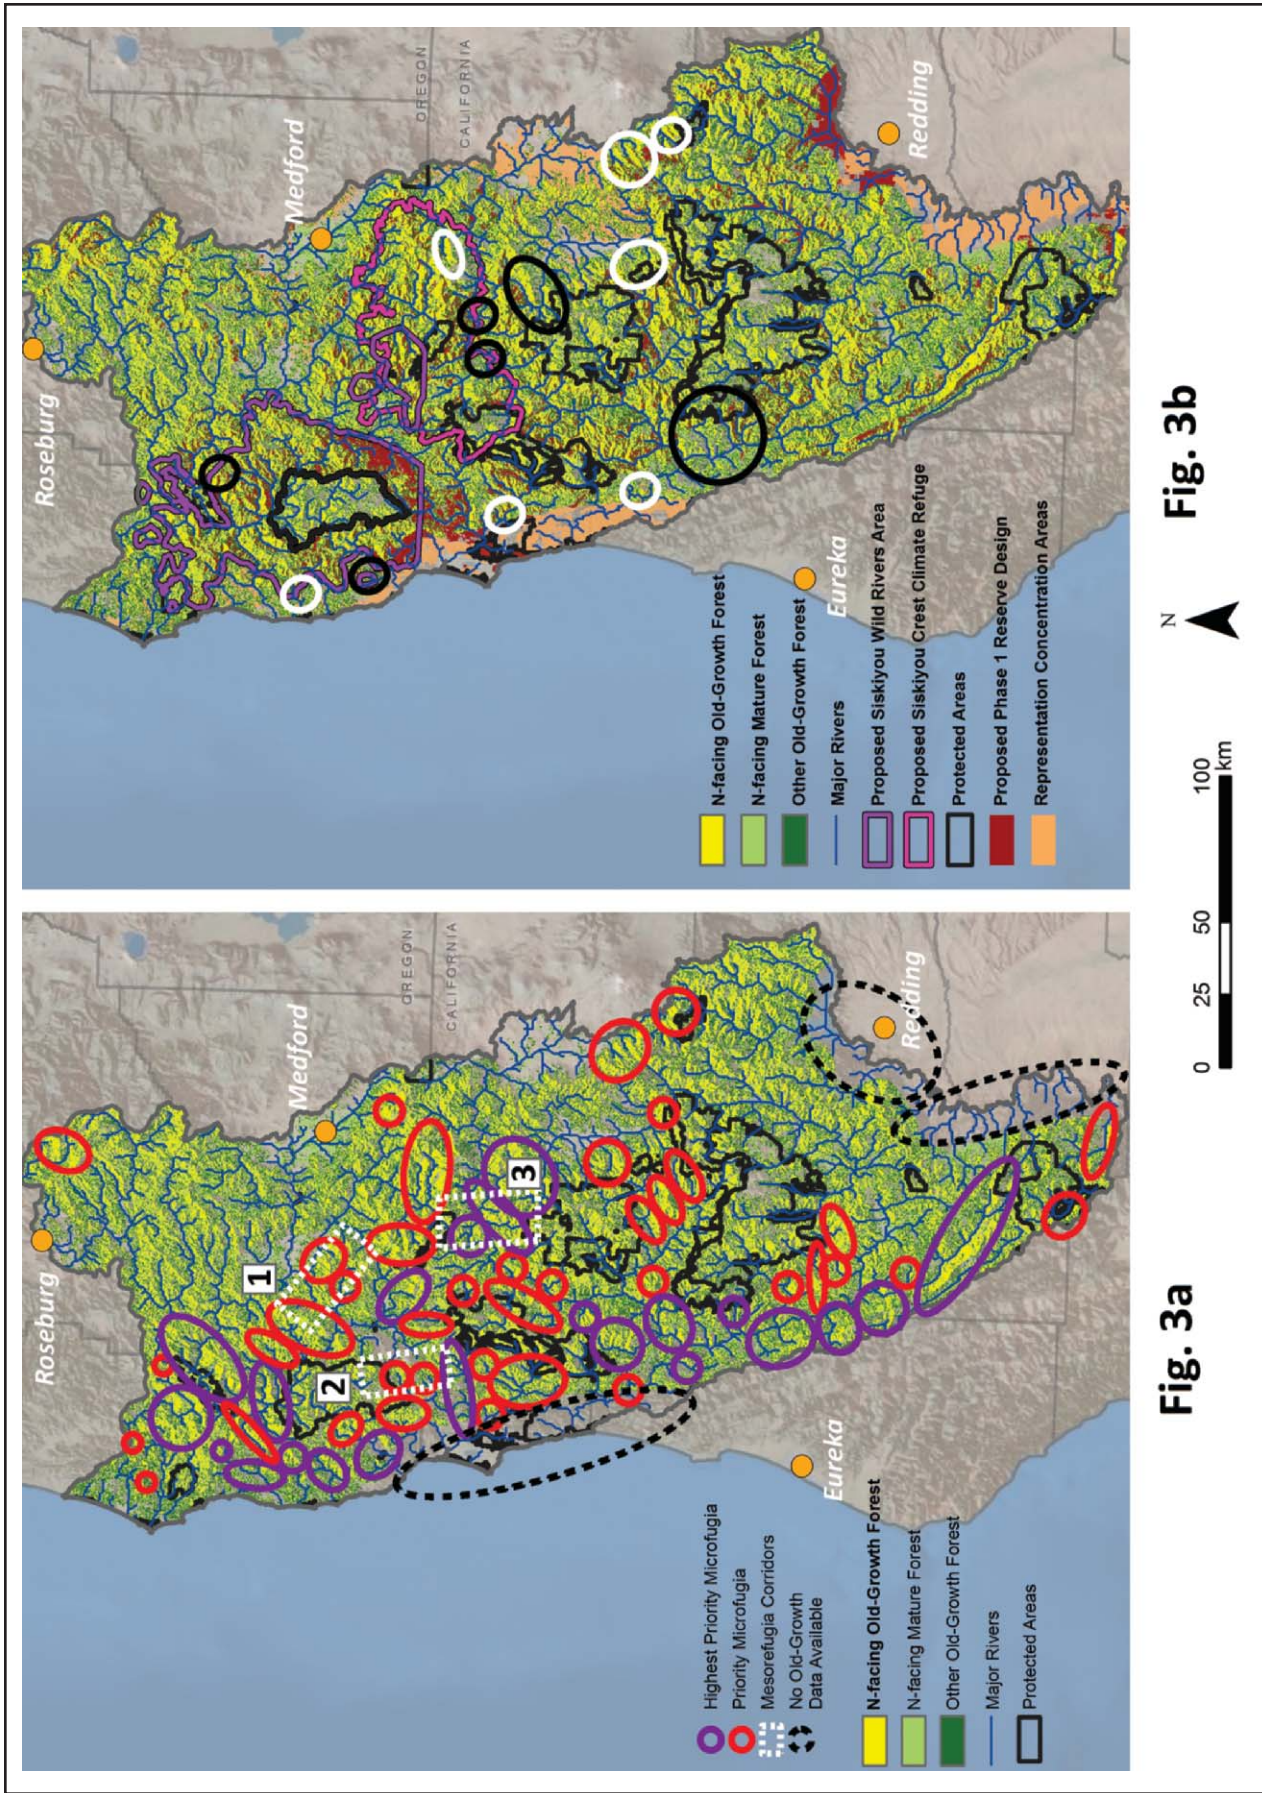 Roseburg
Medford
OREGON
CALIFORNIA
1
2
3
Redding
Eureka
Highest Priority Microfugia
Priority Microfugia
Mesorefugia Corridors
No Old-Growth
Data Available
N-facing Old-Growth Forest
N-facing Mature Forest
Other Old-Growth Forest
Major Rivers
Protected Areas
Fig. 3a
Roseburg
Medford
OREGON
CALIFORNIA
Redding
Eureka
N-facing Old-Growth Forest
N-facing Mature Forest
Other Old-Growth Forest
Major Rivers
Proposed Siskiyou Wild Rivers Area
Proposed Siskiyou Crest Climate Refuge
Protected Areas
Proposed Phase 1 Reserve Design
Representation Concentration Areas
Fig. 3b
0 25 50 100
km
N